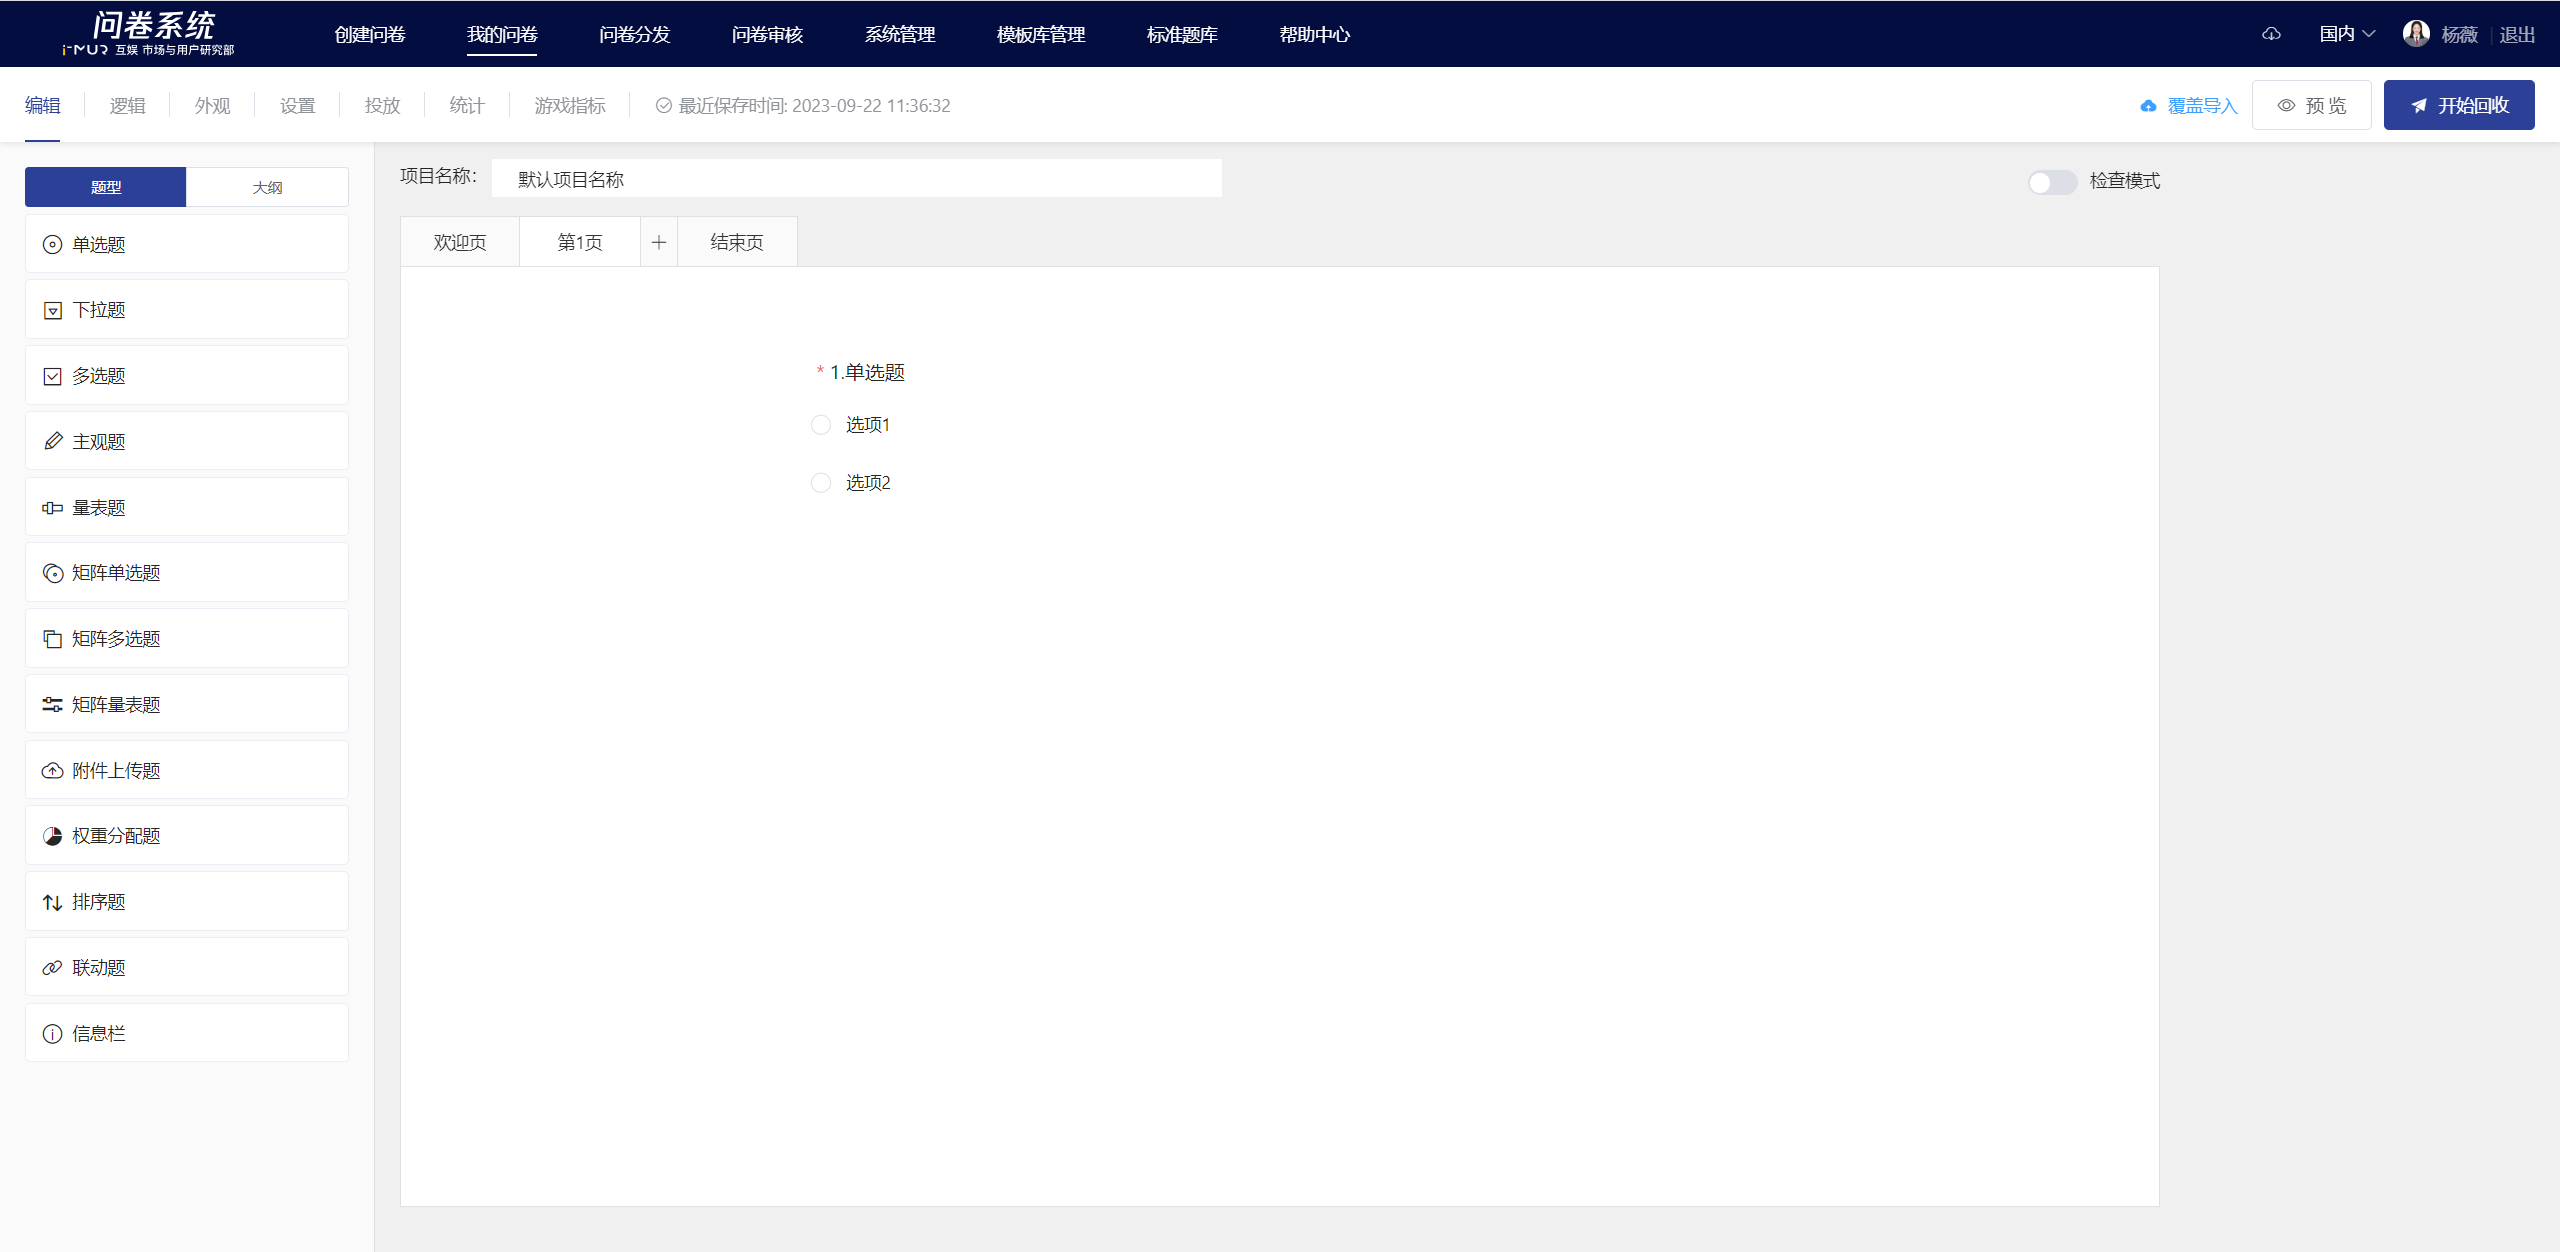 问卷系统
i-MUR 互娱 市场与用户研究部
创建问卷 我的问卷 问卷分发 问卷审核 系统管理 模板库管理 标准题库 帮助中心 国内 杨薇 退出
编辑 逻辑 外观 设置 投放 统计 游戏指标 最近保存时间: 2023-09-22 11:36:32 覆盖导入 预 览 开始回收
题型 大纲
单选题
下拉题
多选题
主观题
量表题
矩阵单选题
矩阵多选题
矩阵量表题
附件上传题
权重分配题
排序题
联动题
信息栏
项目名称： 默认项目名称 检查模式
欢迎页 第1页 + 结束页
* 1.单选题
选项1
选项2